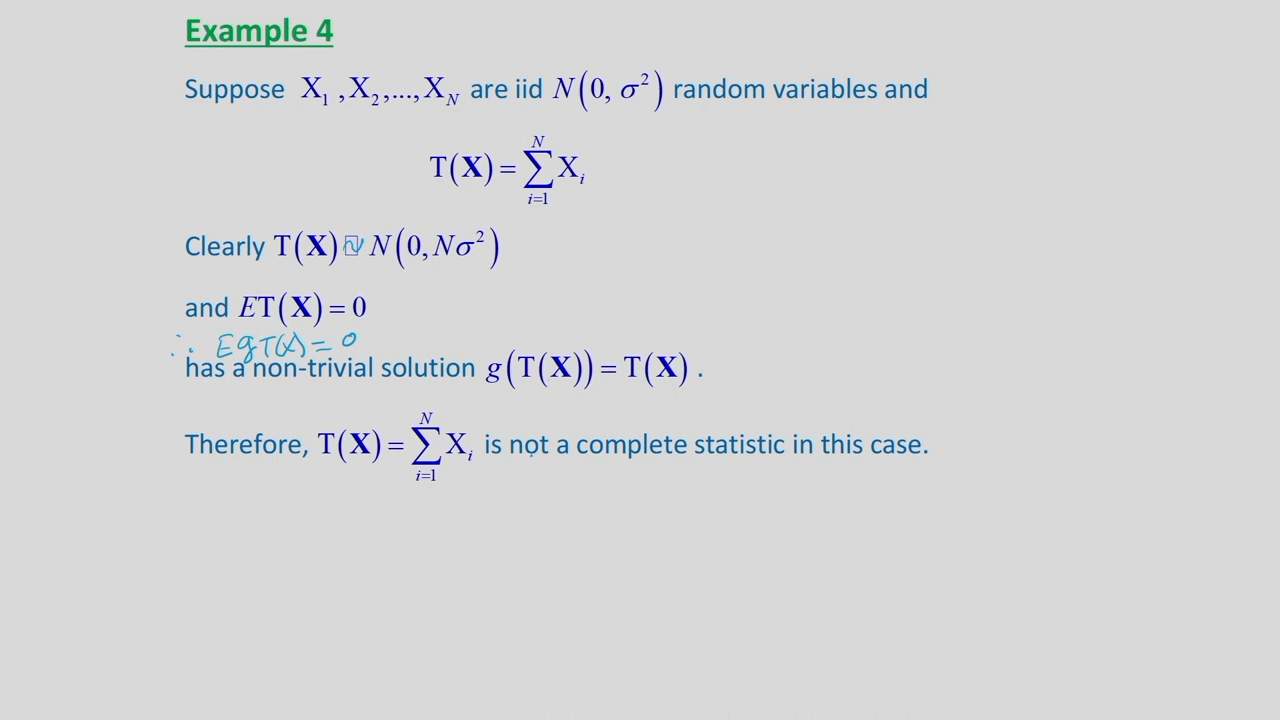 Example 4
Suppose X₁ ,X₂,...,X_N are iid N(0, σ²) random variables and
T(X) = ∑_{i=1}^{N} X_i
Clearly T(X) ~ N(0, Nσ²)
and ET(X) = 0
∴ E g T(X) = 0
has a non-trivial solution g(T(X)) = T(X) .
Therefore, T(X) = ∑_{i=1}^{N} X_i is not a complete statistic in this case.